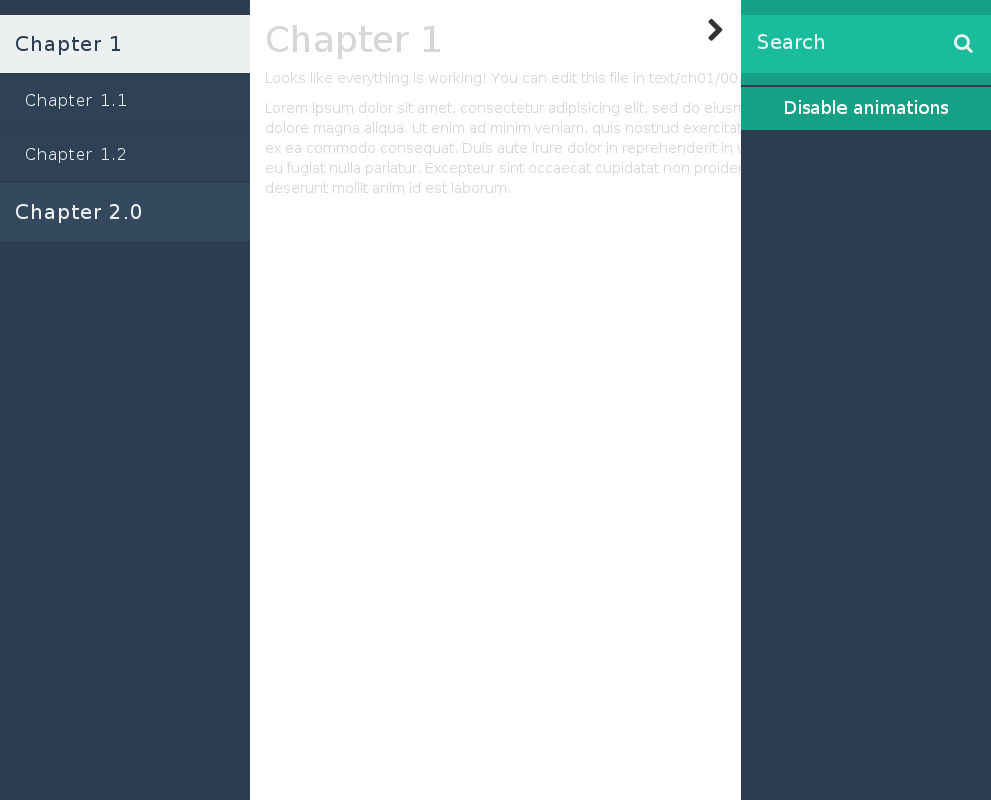 Chapter 1
Chapter 1.1
Chapter 1.2
Chapter 2.0
Chapter 1
Looks like everything is working! You can edit this file in text/ch01/00.
Lorem ipsum dolor sit amet, consectetur adipisicing elit, sed do eiusm
dolore magna aliqua. Ut enim ad minim veniam, quis nostrud exercitat
ex ea commodo consequat. Duis aute irure dolor in reprehenderit in
eu fugiat nulla pariatur. Excepteur sint occaecat cupidatat non proiden
deserunt mollit anim id est laborum.
Search
Disable animations